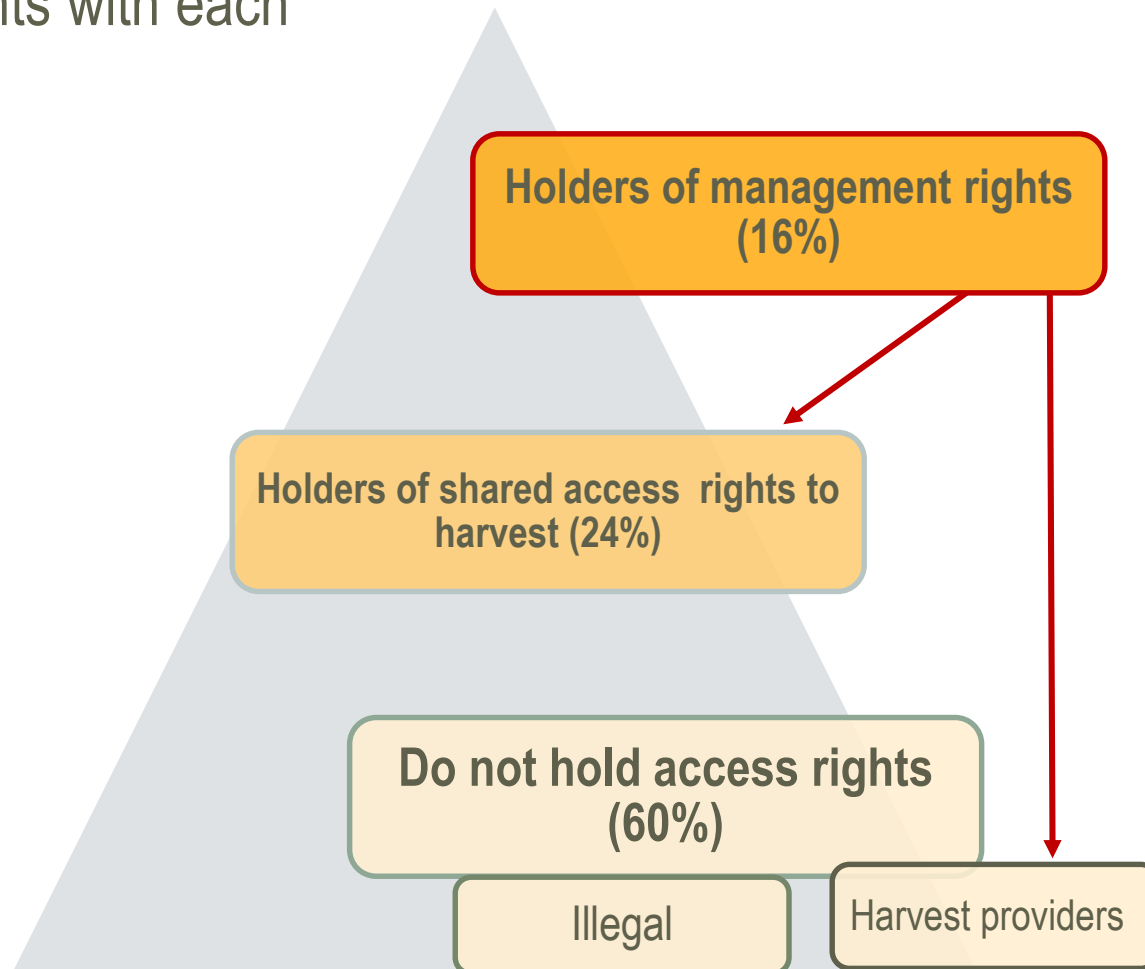 nts with each
Holders of management rights
(16%)
Holders of shared access rights to
harvest (24%)
Do not hold access rights
(60%)
Illegal
Harvest providers